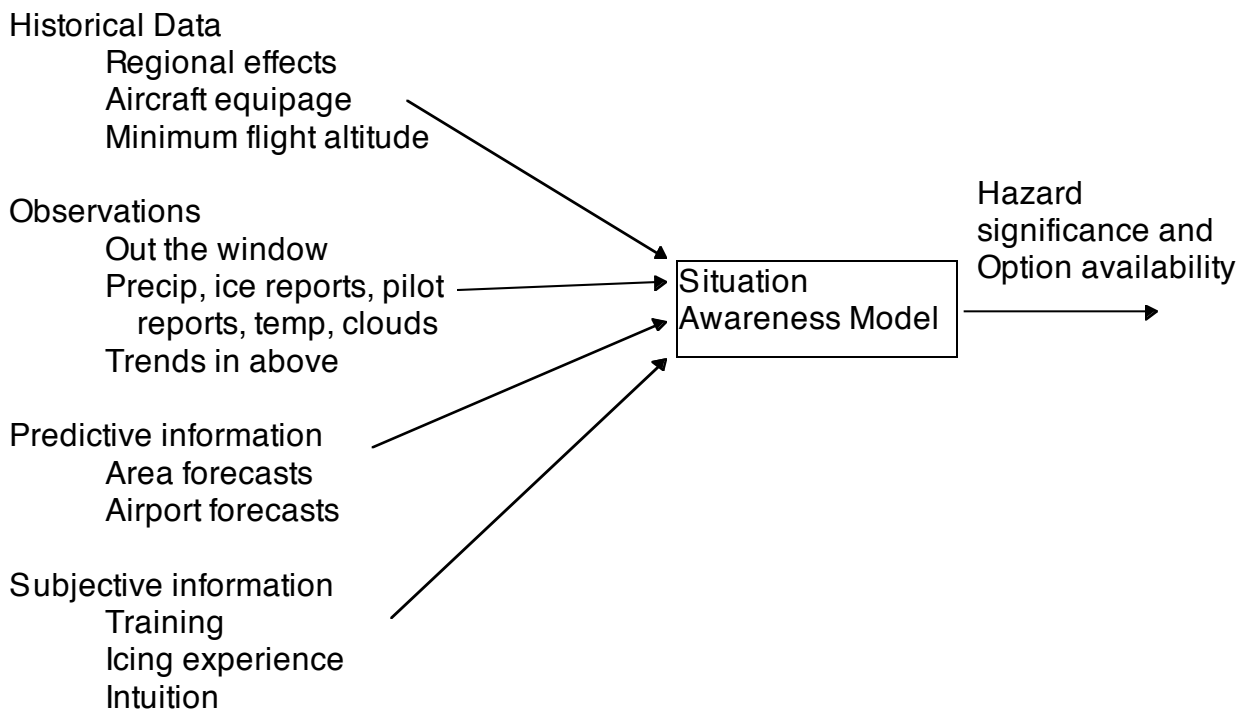 Historical Data
Regional effects
Aircraft equipage
Minimum flight altitude
Observations
Out the window
Precip, ice reports, pilot
reports, temp, clouds
Trends in above
Predictive information
Area forecasts
Airport forecasts
Subjective information
Training
Icing experience
Intuition
Situation
Awareness Model
Hazard
significance and
Option availability